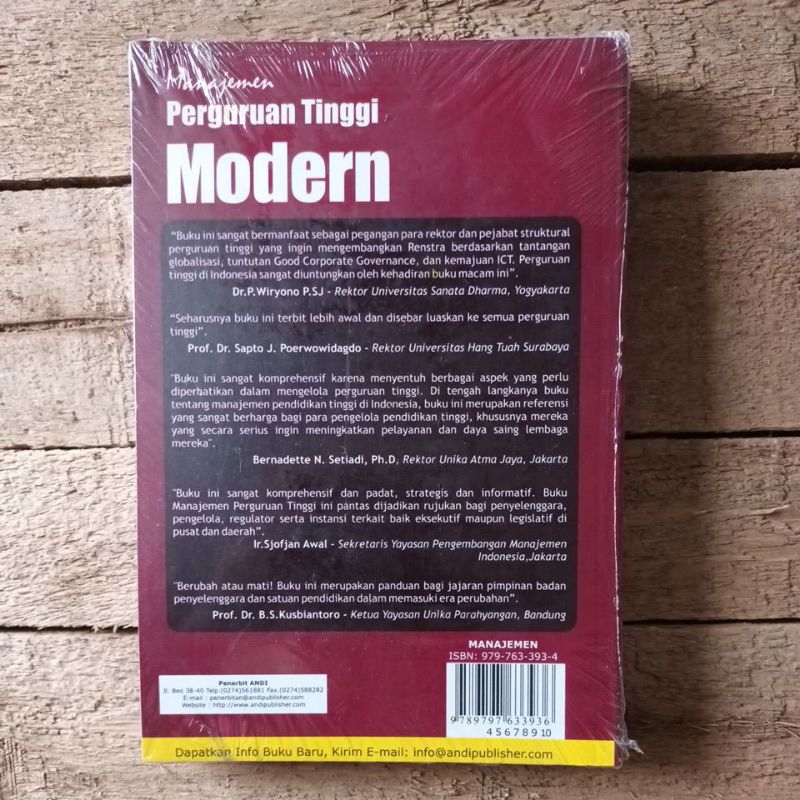 Manajemen
Perguruan Tinggi
Modern
“Buku ini sangat bermanfaat sebagai pegangan para rektor dan pejabat struktural
perguruan tinggi yang ingin mengembangkan Renstra berdasarkan tantangan
globalisasi, tuntutan Good Corporate Governance, dan kemajuan ICT. Perguruan
tinggi di Indonesia sangat diuntungkan oleh kehadiran buku macam ini”.
Dr.P.Wiryono P.SJ - Rektor Universitas Sanata Dharma, Yogyakarta
“Seharusnya buku ini terbit lebih awal dan disebar luaskan ke semua perguruan
tinggi”.
Prof. Dr. Sapto J. Poerwowidagdo - Rektor Universitas Hang Tuah Surabaya
"Buku ini sangat komprehensif karena menyentuh berbagai aspek yang perlu
diperhatikan dalam mengelola perguruan tinggi. Di tengah langkanya buku
tentang manajemen pendidikan tinggi di Indonesia, buku ini merupakan referensi
yang sangat berharga bagi para pengelola pendidikan tinggi, khususnya mereka
yang secara serius ingin meningkatkan pelayanan dan daya saing lembaga
mereka".
Bernadette N. Setiadi, Ph.D, Rektor Unika Atma Jaya, Jakarta
"Buku ini sangat komprehensif dan padat, strategis dan informatif. Buku
Manajemen Perguruan Tinggi ini pantas dijadikan rujukan bagi penyelenggara,
pengelola, regulator serta instansi terkait baik eksekutif maupun legislatif di
pusat dan daerah”.
Ir.Sjofjan Awal - Sekretaris Yayasan Pengembangan Manajemen
Indonesia,Jakarta
"Berubah atau mati! Buku ini merupakan panduan bagi jajaran pimpinan badan
penyelenggara dan satuan pendidikan dalam memasuki era perubahan”.
Prof. Dr. B.S.Kusbiantoro - Ketua Yayasan Unika Parahyangan, Bandung
MANAJEMEN
ISBN: 979-763-393-4
Penerbit ANDI
Jl. Beo 38-40 Telp.(0274)561881 Fax.(0274)588282
E-mail : penerbitan@andipublisher.com
Website : http://www.andipublisher.com
9789797633936
45678910
Dapatkan Info Buku Baru, Kirim E-mail: info@andipublisher.com